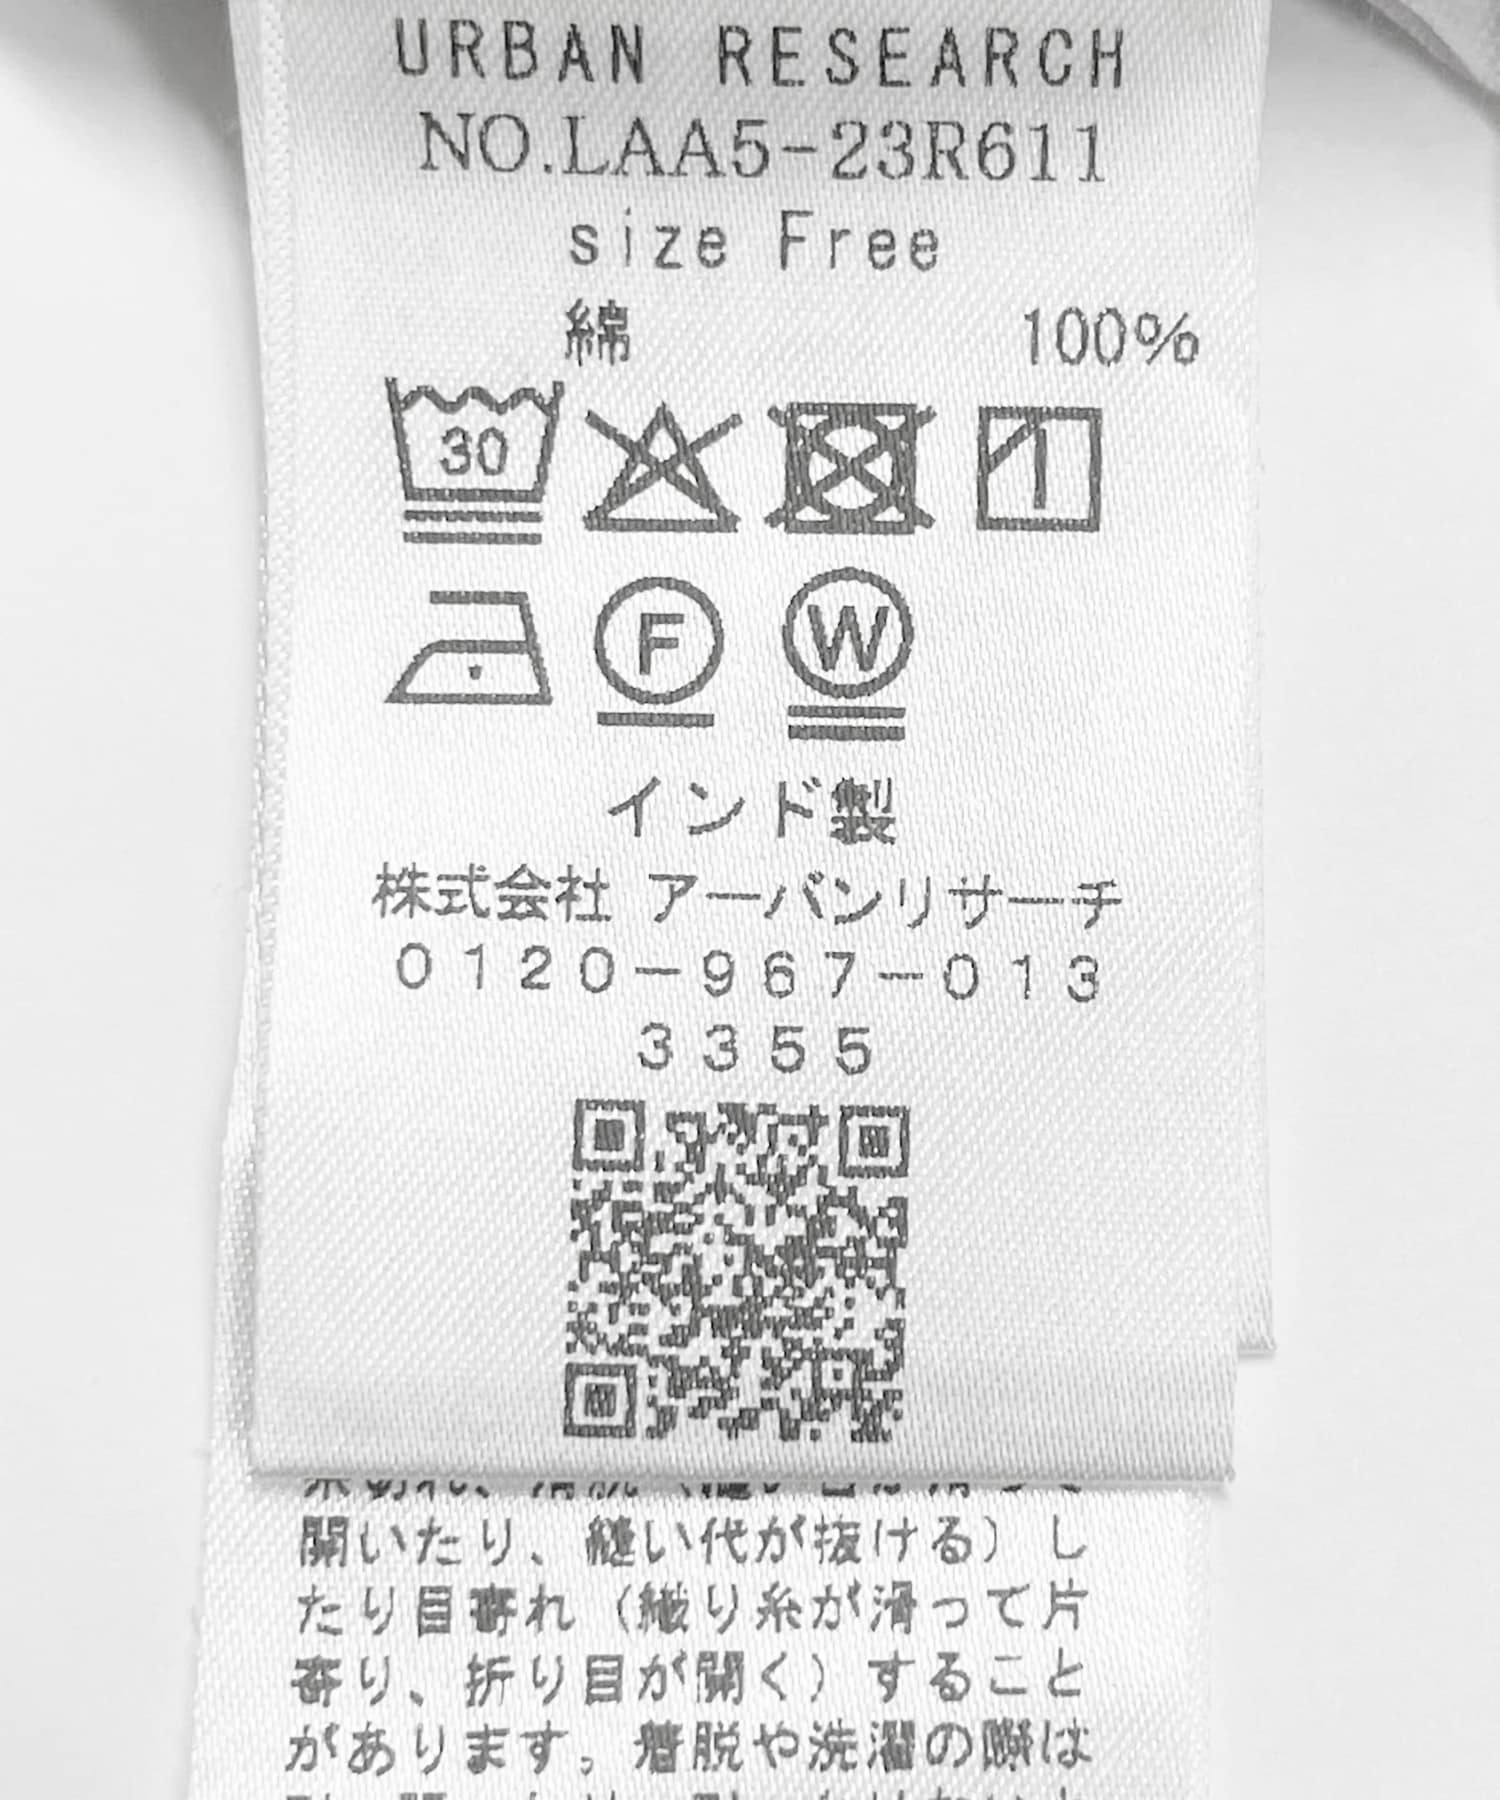 URBAN RESEARCH
NO.LAA5-23R611
size Free
綿 100%
30
F W
インド製
株式会社 アーバンリサーチ
0120-967-013
3355
開いたり、縫い代が抜ける）し
たり目寄れ（織り糸が滑って片
寄り、折り目が開く）すること
があります。着脱や洗濯の際は